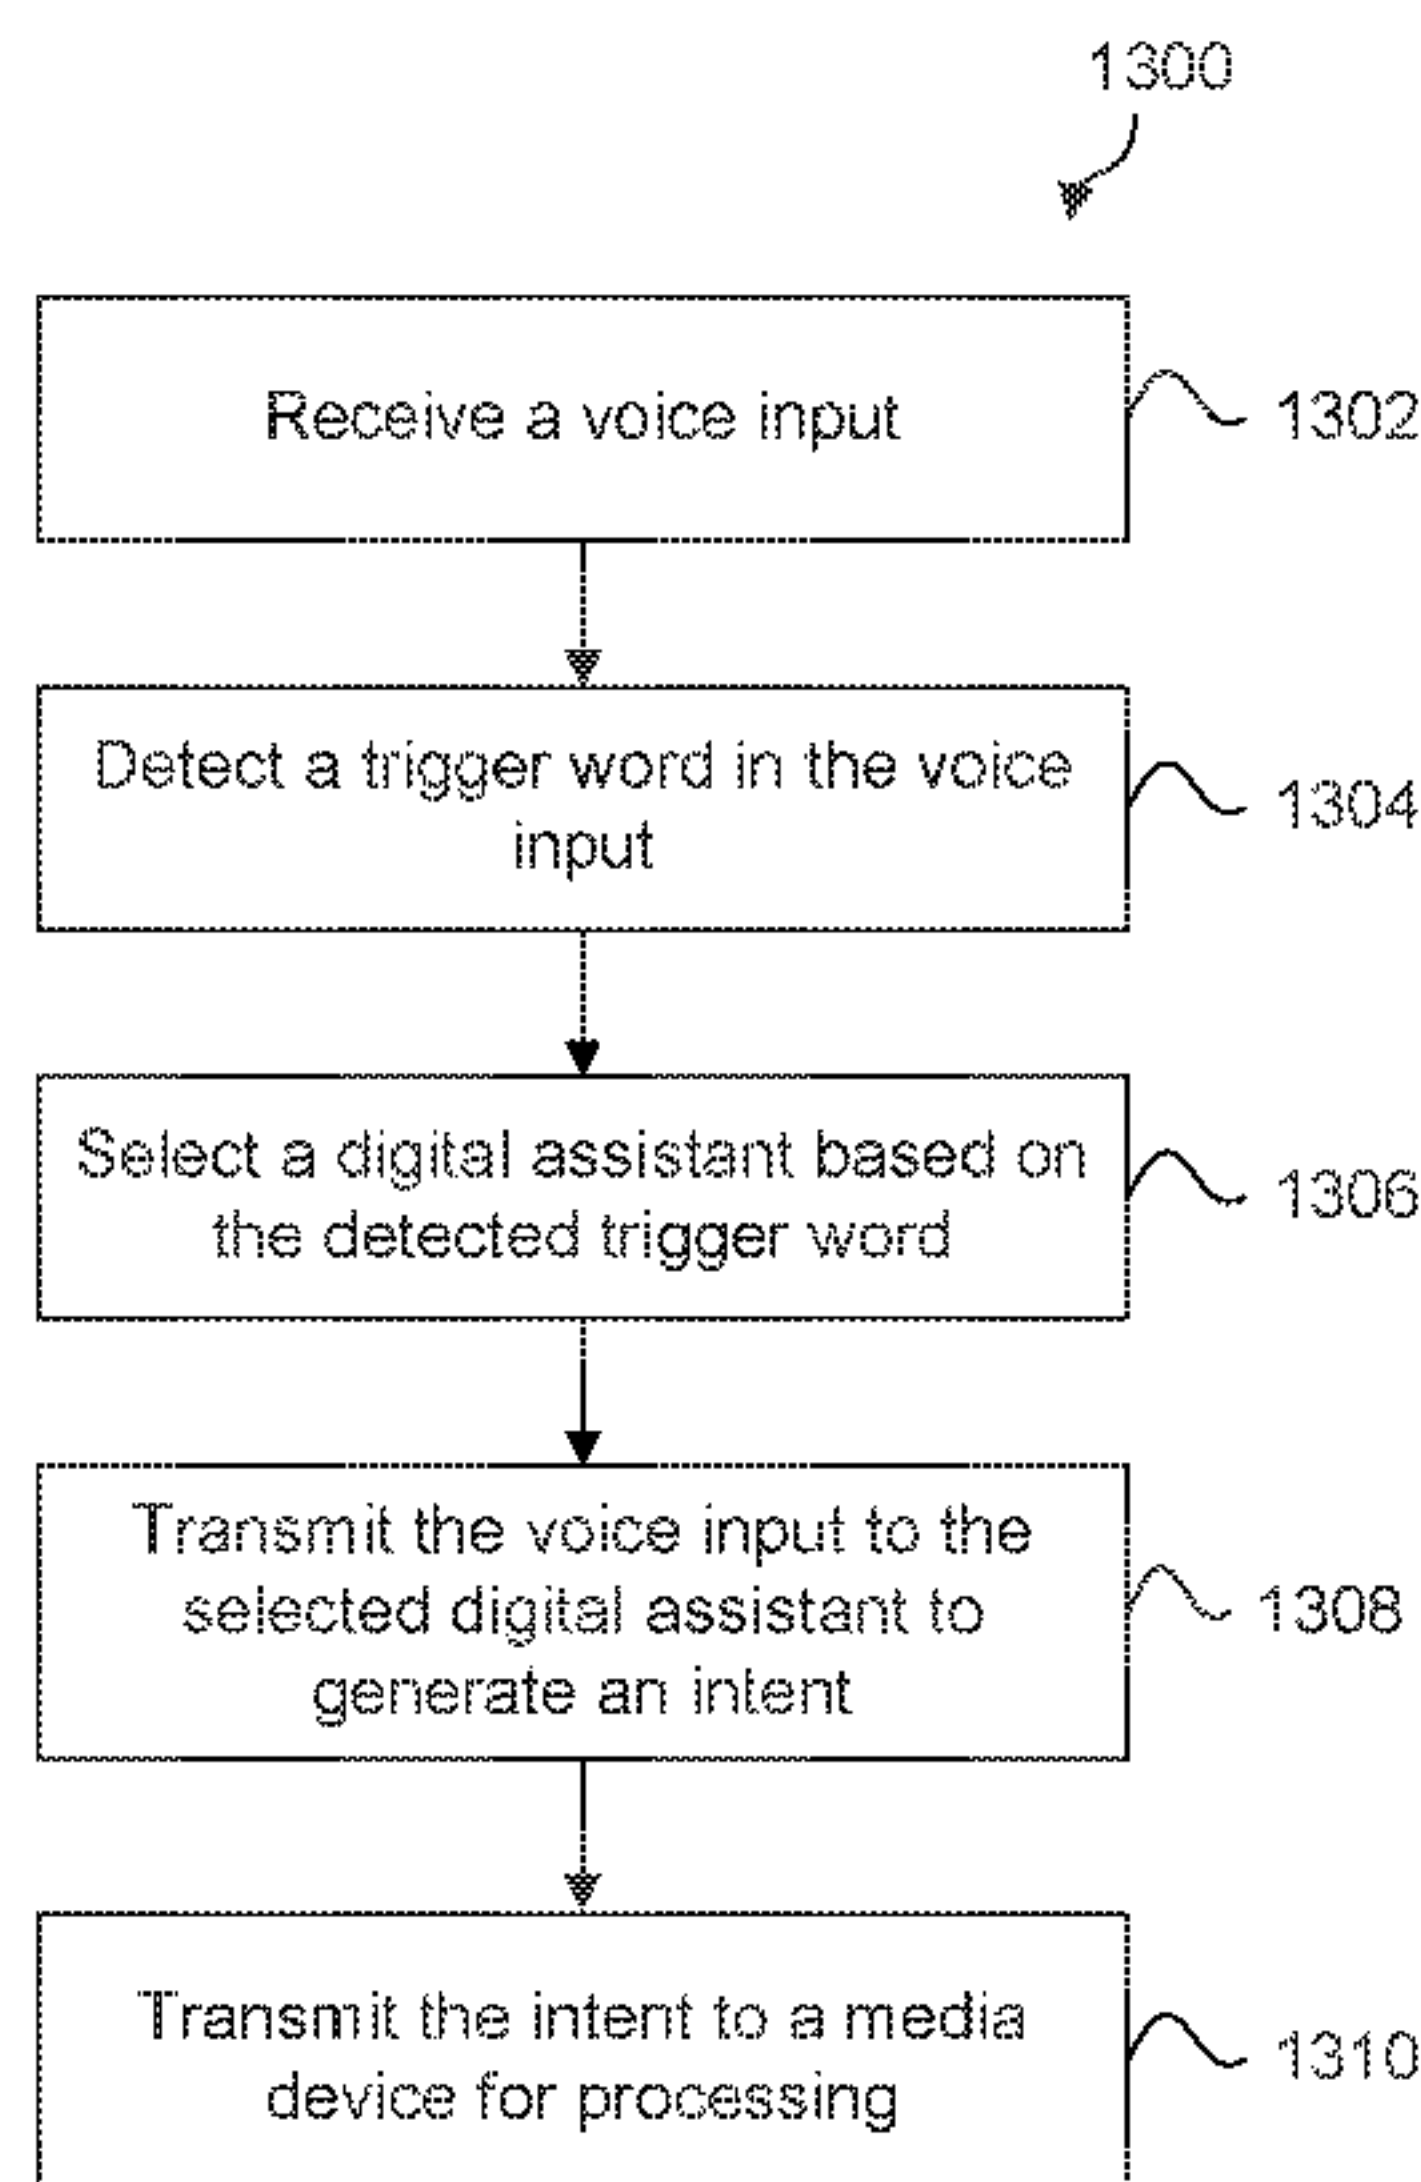 1300
Receive a voice input
1302
Detect a trigger word in the voice
input
1304
Select a digital assistant based on
the detected trigger word
1306
Transmit the voice input to the
selected digital assistant to
generate an intent
1308
Transmit the intent to a media
device for processing
1310